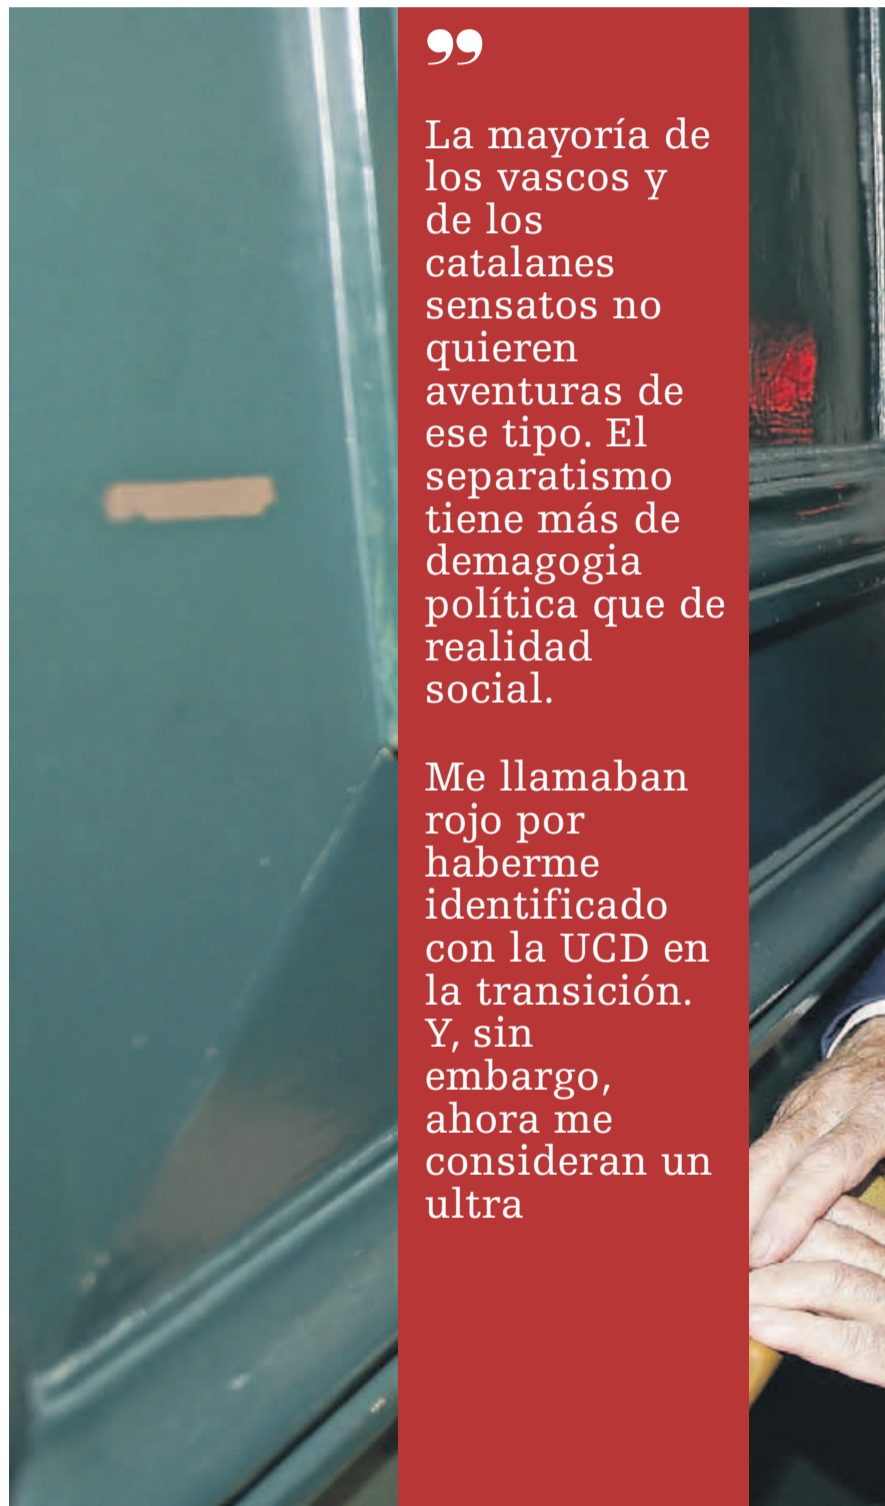 ”
La mayoría de
los vascos y
de los
catalanes
sensatos no
quieren
aventuras de
ese tipo. El
separatismo
tiene más de
demagogia
política que de
realidad
social.
Me llamaban
rojo por
haberme
identificado
con la UCD en
la transición.
Y, sin
embargo,
ahora me
consideran un
ultra